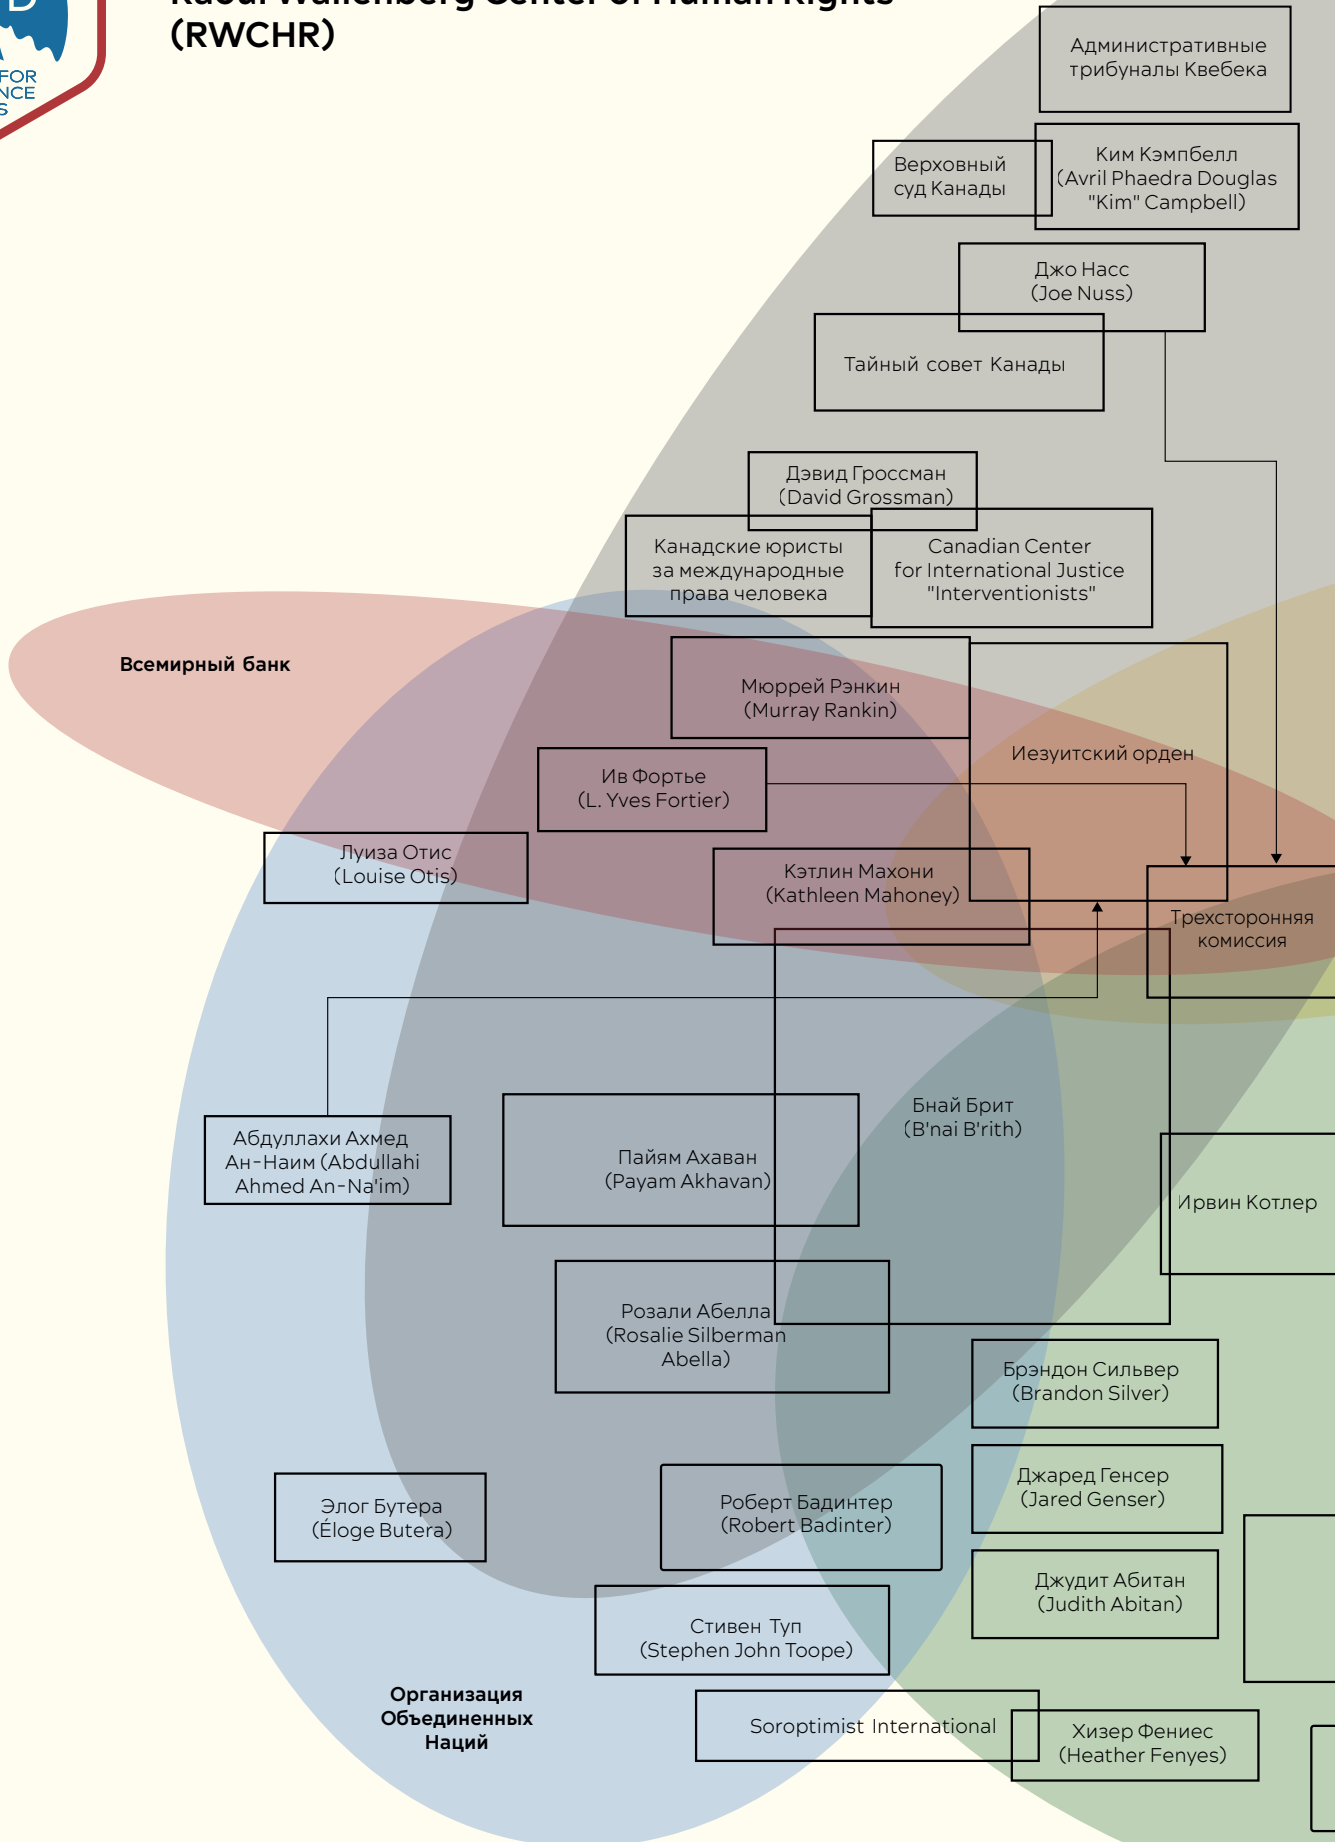 (RWCHR)
D
FOR
NCE
S
Административные
трибуналы Квебека
Верховный
суд Канады
Ким Кэмпбелл
(Avril Phaedra Douglas
"Kim" Campbell)
Джо Насс
(Joe Nuss)
Тайный совет Канады
Дэвид Гроссман
(David Grossman)
Канадские юристы
за международные
права человека
Canadian Center
for International Justice
"Interventionists"
Всемирный банк
Мюррей Рэнкин
(Murray Rankin)
Иезуитский орден
Ив Фортье
(L. Yves Fortier)
Луиза Отис
(Louise Otis)
Кэтлин Махони
(Kathleen Mahoney)
Трехсторонняя
комиссия
Бнай Брит
(B'nai B'rith)
Абдуллахи Ахмед
Ан-Наим (Abdullahi
Ahmed An-Na'im)
Пайям Ахаван
(Payam Akhavan)
Ирвин Котлер
Розали Абелла
(Rosalie Silberman
Abella)
Брэндон Сильвер
(Brandon Silver)
Джаред Генсер
(Jared Genser)
Элог Бутера
(Éloge Butera)
Роберт Бадинтер
(Robert Badinter)
Джудит Абитан
(Judith Abitan)
Стивен Туп
(Stephen John Toope)
Организация
Объединенных
Наций
Soroptimist International
Хизер Фениес
(Heather Fenyes)